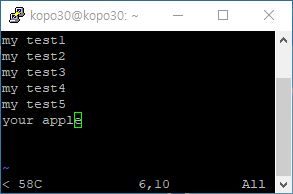 kopo30@kopo30: ~
my test1
my test2
my test3
my test4
my test5
your apple
~
< 58C 6,10 All